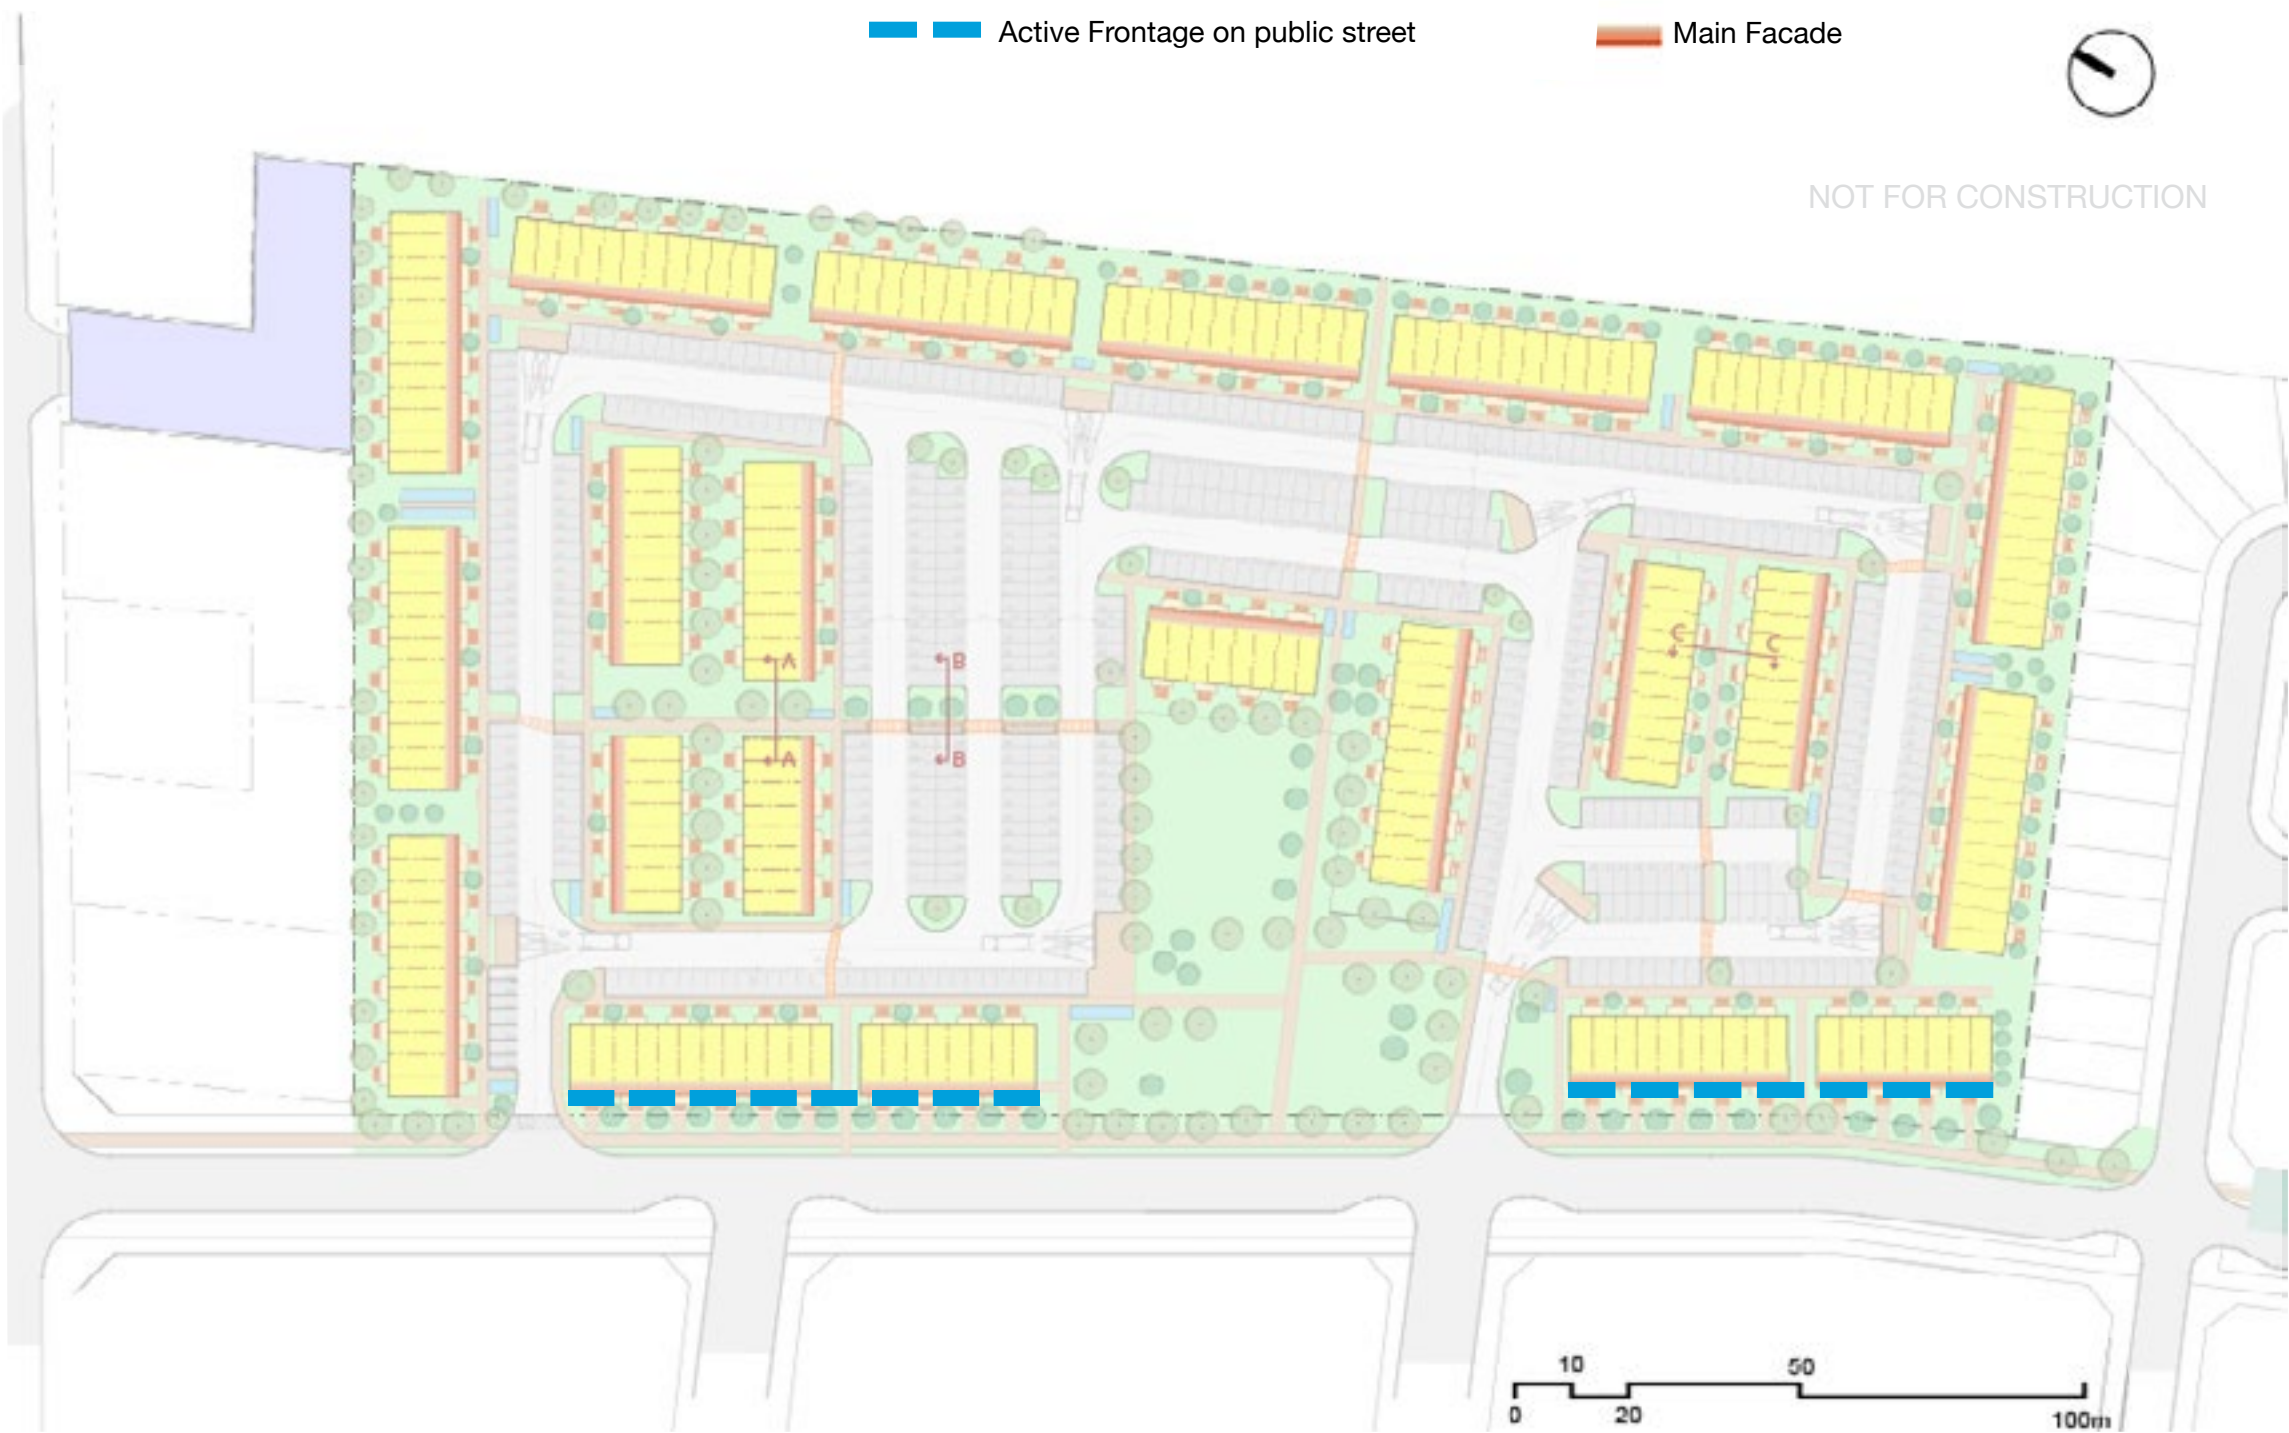 Active Frontage on public street
Main Facade
NOT FOR CONSTRUCTION
C
C
A
B
A
B
10
50
0
20
100m